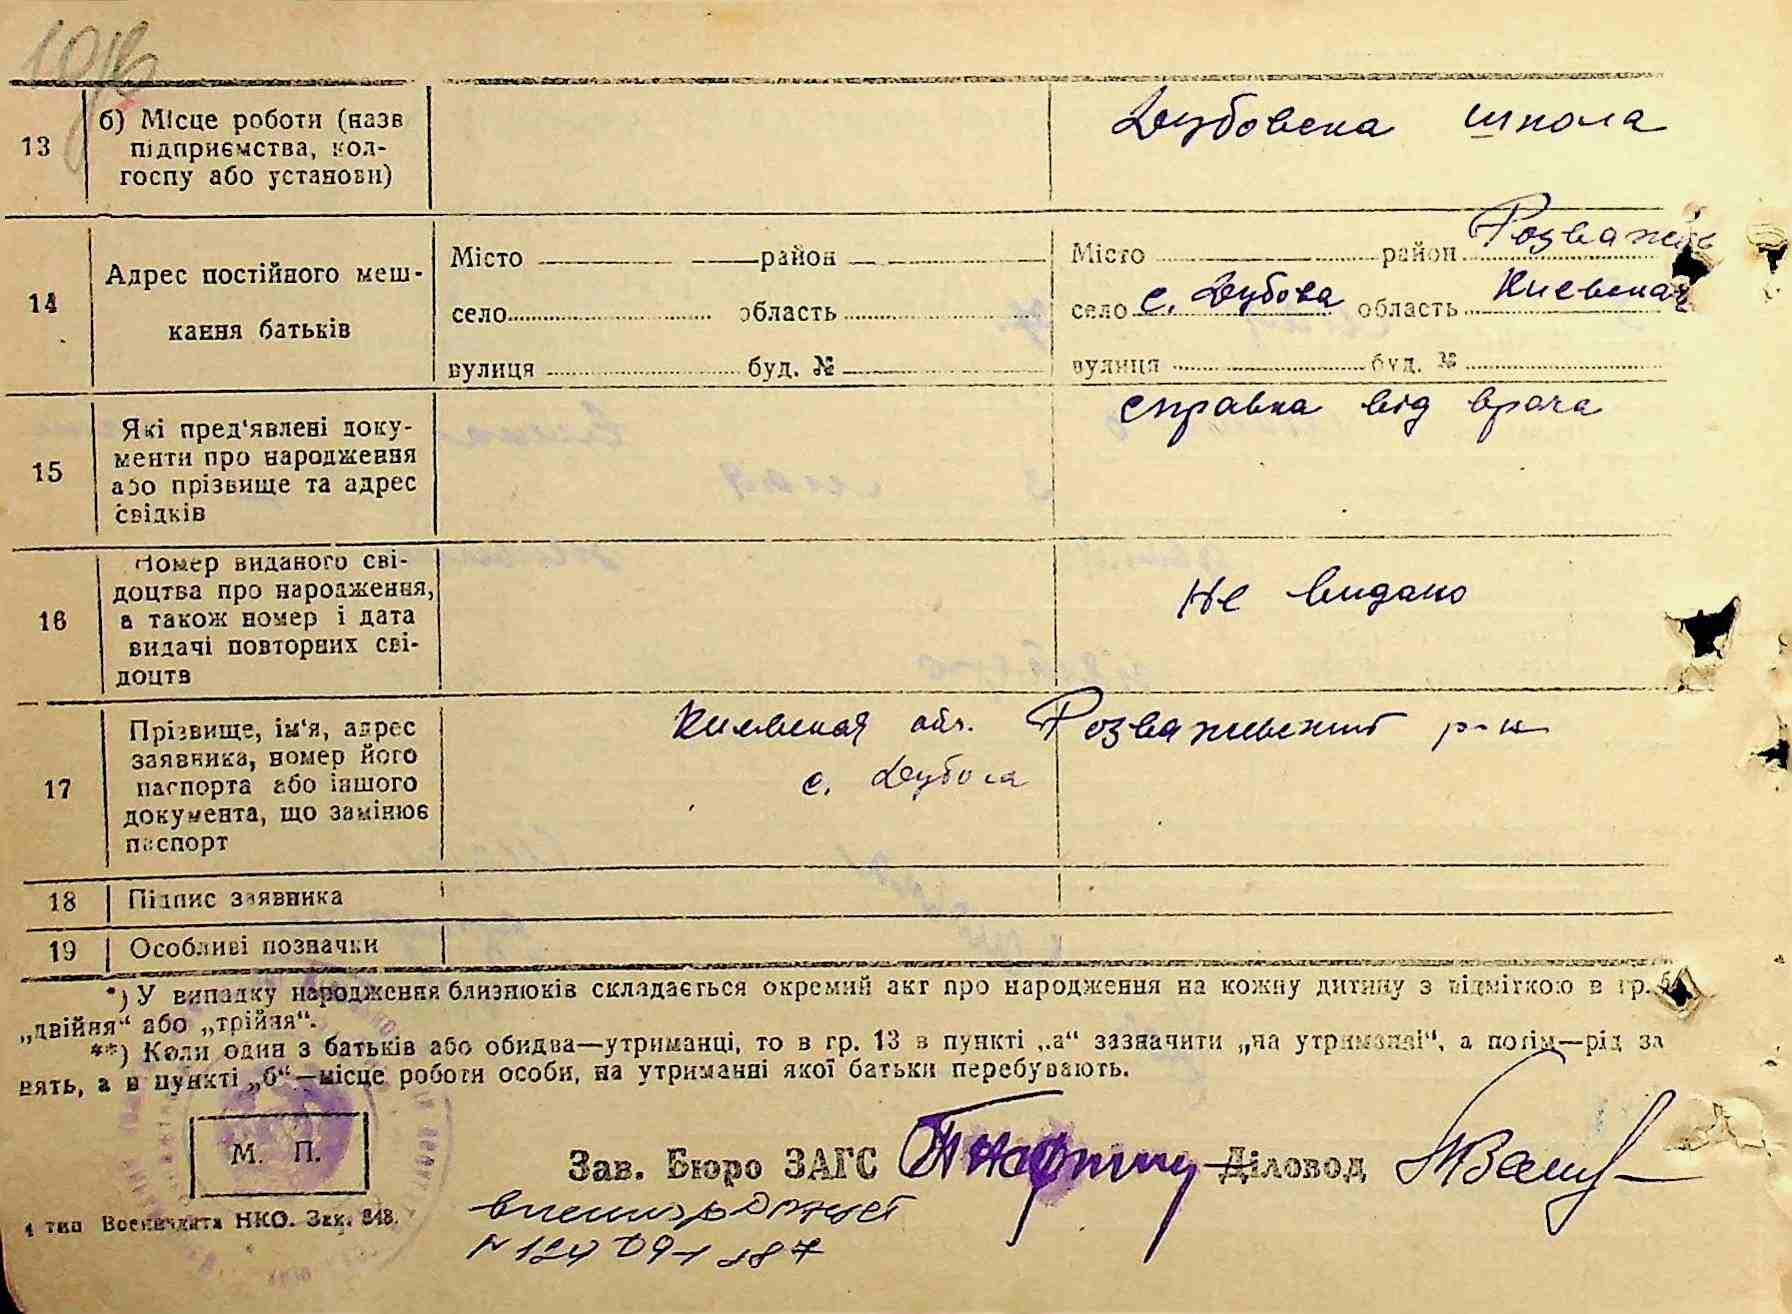 13
б) Місце роботи (назв
підприємства, кол-
госпу або установи)
Дубовска школа
14
Адрес постійного меш-
кання батьків
Місто район
село область
вулиця буд. №
Місто район Розважів
село с. Дубова область Киевская
вулиця буд. №
15
Які пред'явлені доку-
менти про народження
або прізвище та адрес
свідків
справка від врача
16
Номер виданого сві-
доцтва про народження,
а також номер і дата
видачі повторних сві-
доцтв
Не видано
17
Прізвище, ім'я, адрес
заявника, номер його
паспорта або іншого
документа, що замінює
паспорт
Киевская обл. Розважевский р-н
с. Дубова
18
Підпис заявника
19
Особливі позначки
*) У випадку народження близнюків складається окремий акт про народження на кожну дитину з відміткою в гр. 5
„двійня“ або „трійня“.
**) Коли один з батьків або обидва—утриманці, то в гр. 13 в пункті „а“ зазначити „на утриманні“, а потім—рід за
нять, а в пункті „б“—місце роботи особи, на утриманні якої батьки перебувають.
М. П.
Зав. Бюро ЗАГС Діловод
4 тип Воениздата НКО. Зак. 848.